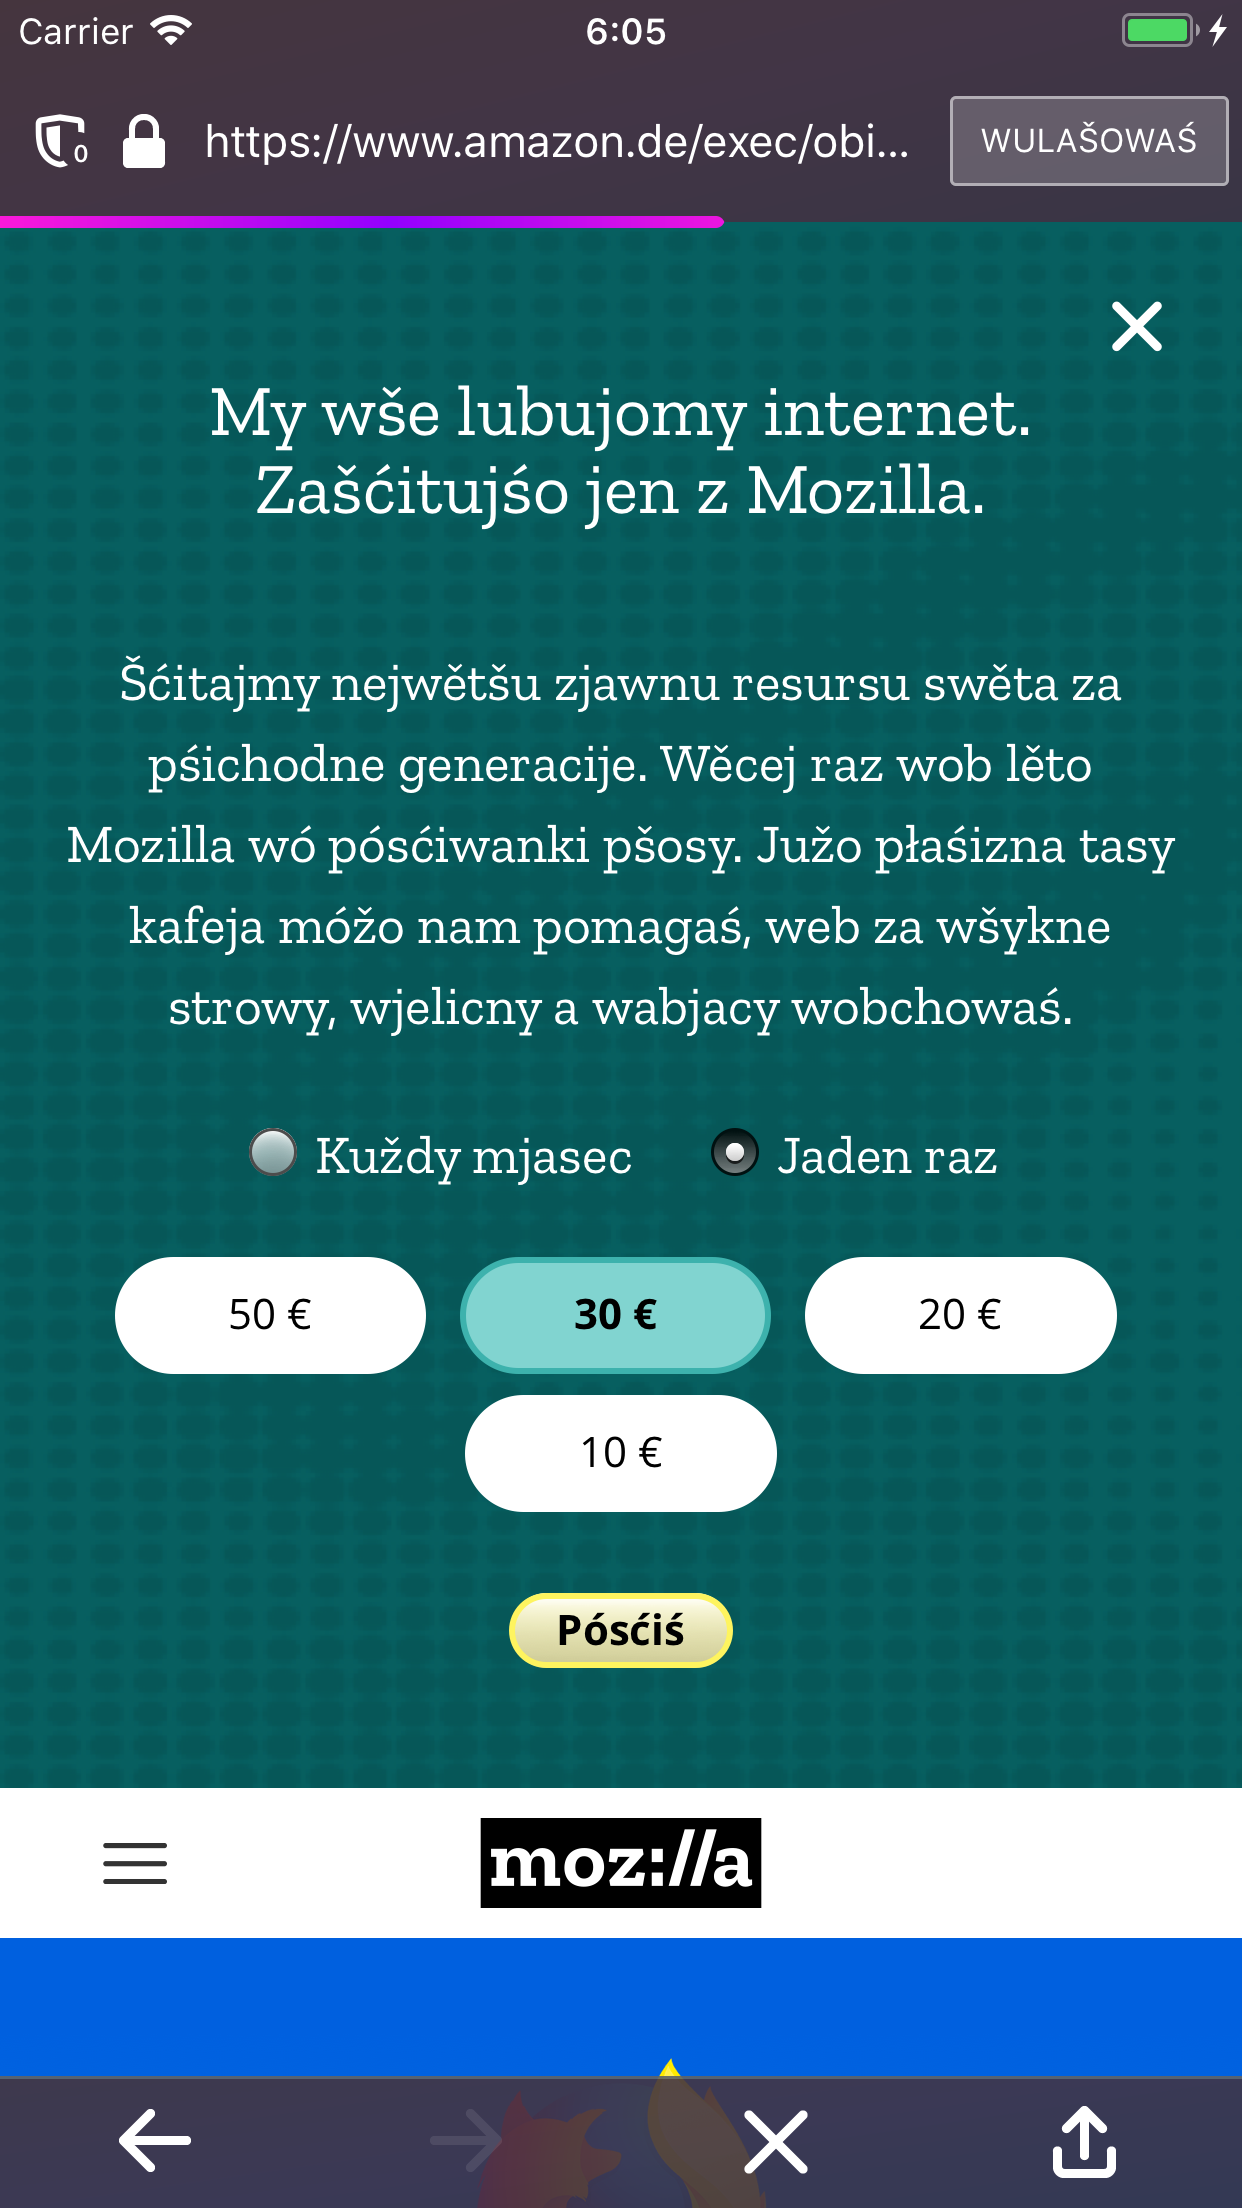 Carrier
6:05
0
https://www.amazon.de/exec/obi...
WULAŠOWAŚ
My wše lubujomy internet.
Zašćitujśo jen z Mozilla.
Šćitajmy nejwětšu zjawnu resursu swěta za
pśichodne generacije. Wěcej raz wob lěto
Mozilla wó pósćiwanki pšosy. Južo płaśizna tasy
kafeja móžo nam pomagaś, web za wšykne
strowy, wjelicny a wabjacy wobchowaś.
Kuždy mjasec
Jaden raz
50 €
30 €
20 €
10 €
Pósćiś
moz://a